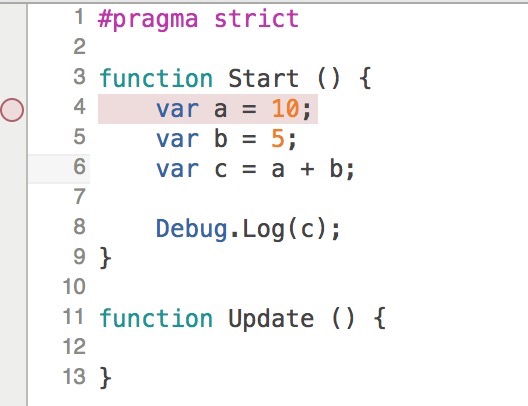 1 #pragma strict
2
3 function Start () {
4     var a = 10;
5     var b = 5;
6     var c = a + b;
7
8     Debug.Log(c);
9 }
10
11 function Update () {
12
13 }